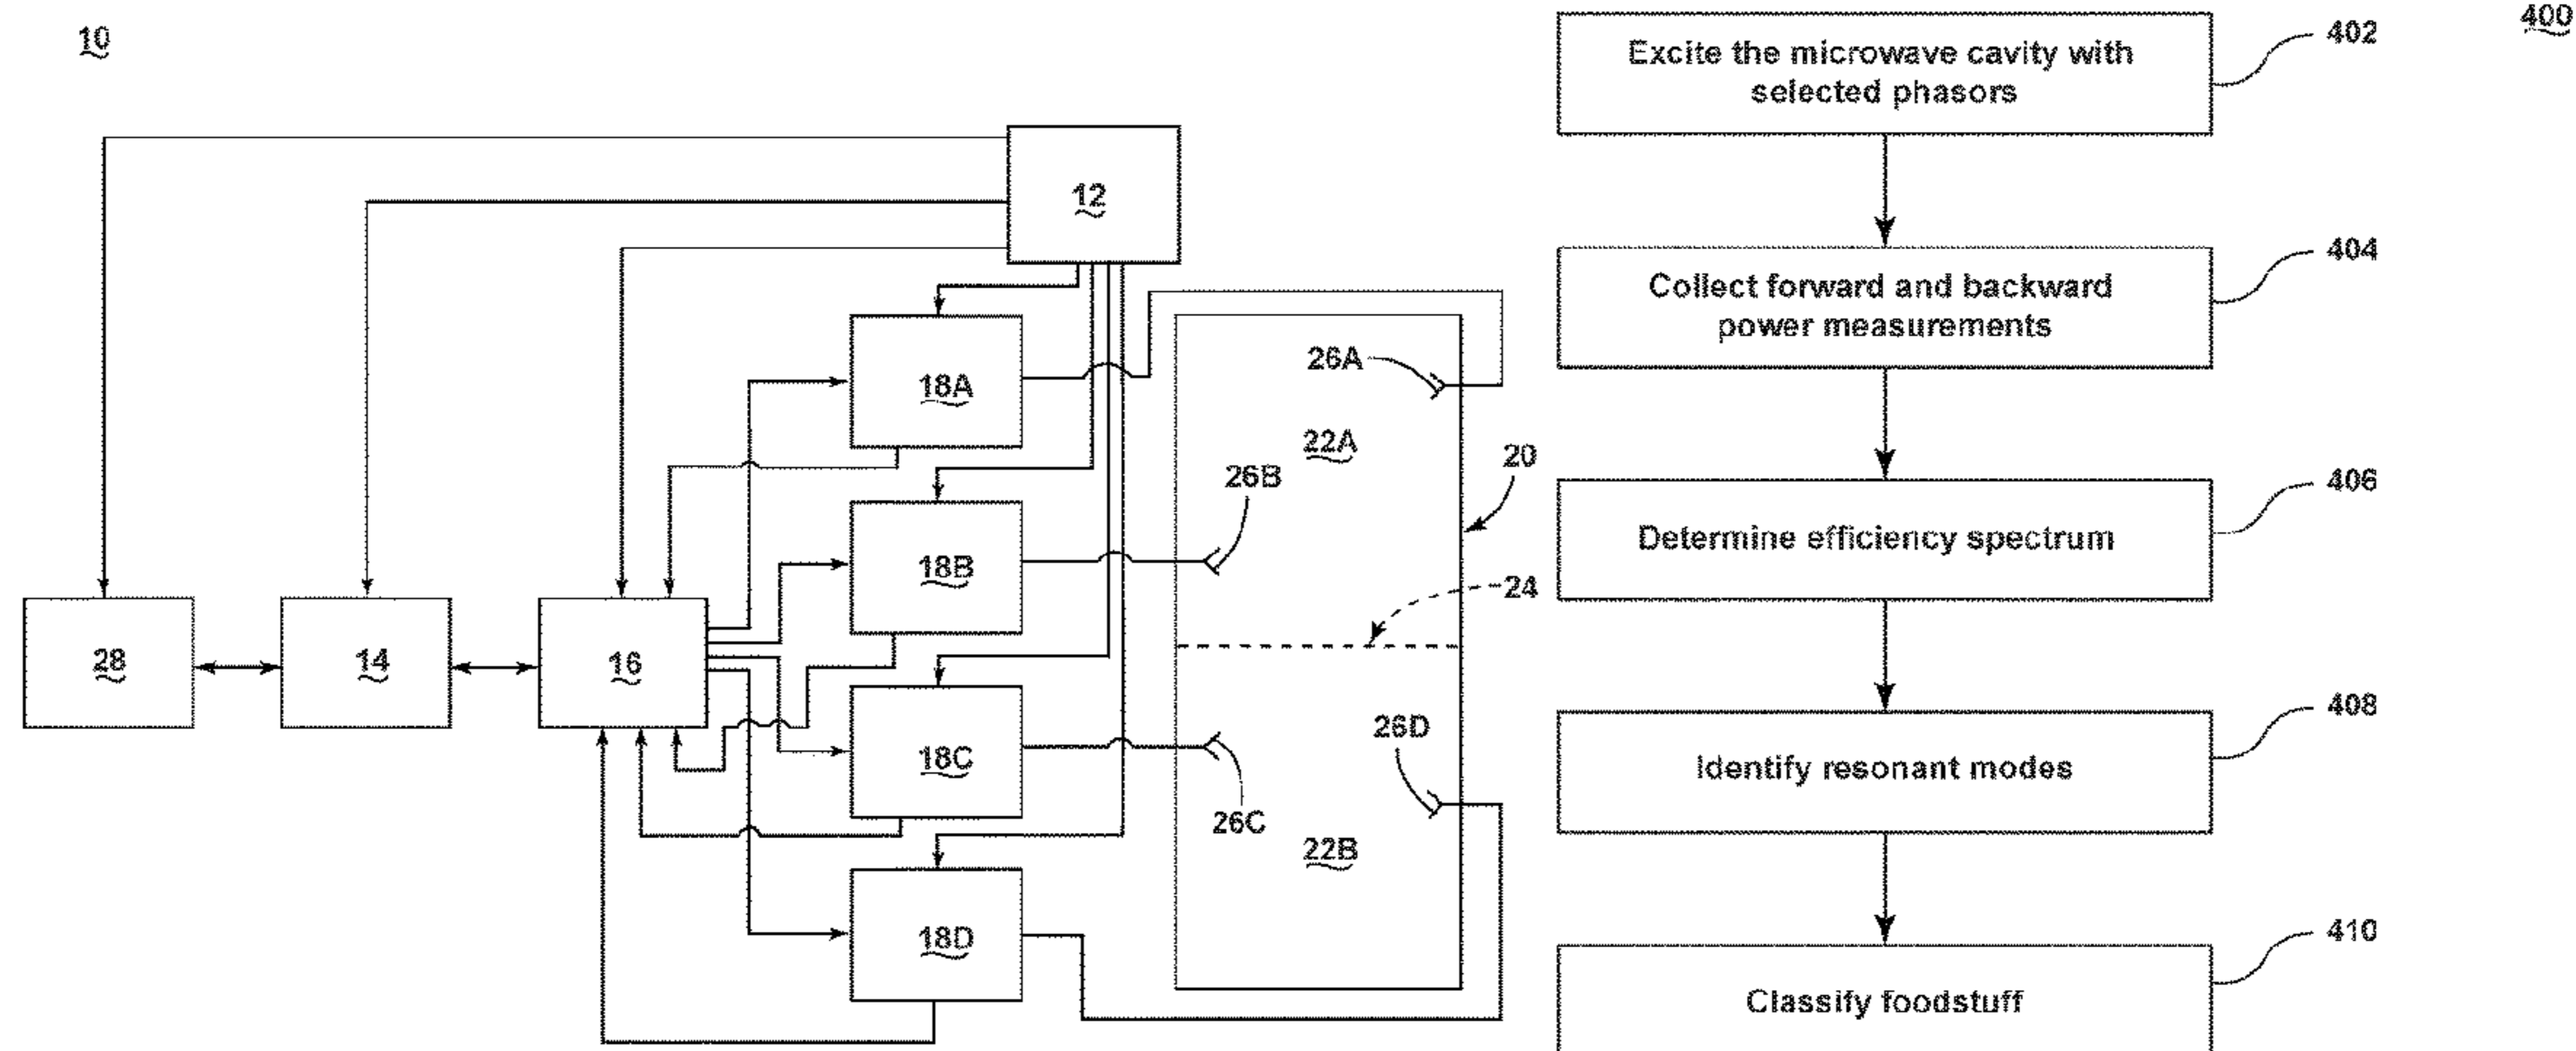 10
12
18A
26A
22A
26B
20
18B
24
28
14
16
18C
26D
26C
22B
18D
400
Excite the microwave cavity with
selected phasors
402
Collect forward and backward
power measurements
404
Determine efficiency spectrum
406
Identify resonant modes
408
Classify foodstuff
410